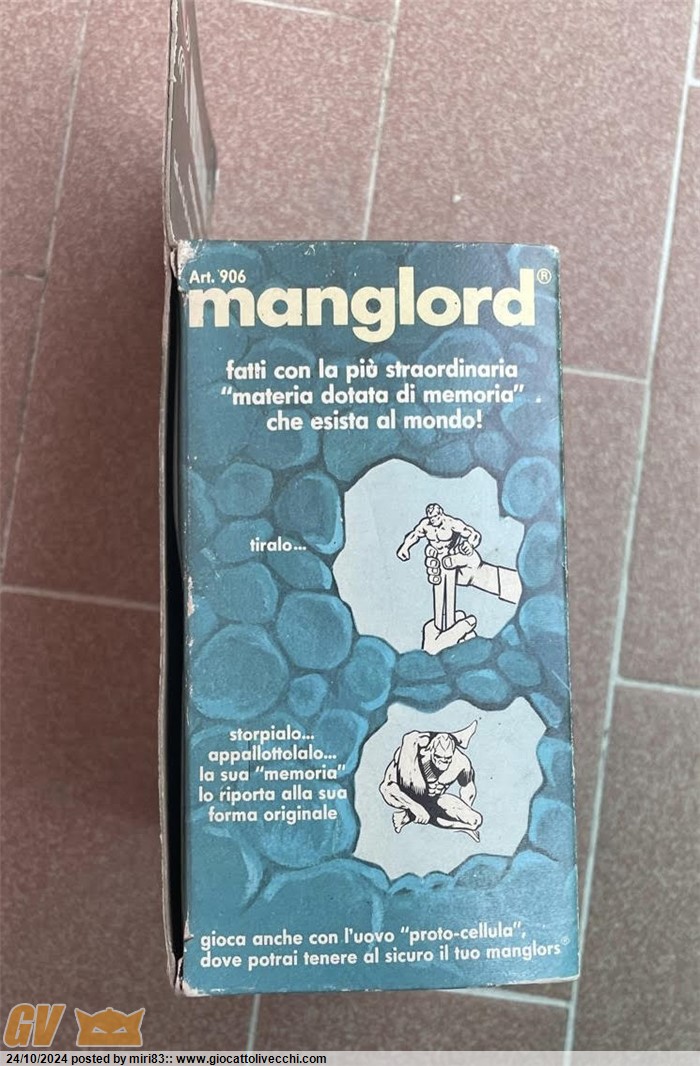 Art. 906
manglord®
fatti con la più straordinaria
“materia dotata di memoria”
che esista al mondo!
tiralo...
storpialo...
appallottolalo...
la sua “memoria”
lo riporta alla sua
forma originale
gioca anche con l'uovo “proto-cellula”,
dove potrai tenere al sicuro il tuo manglors®
GV
24/10/2024 posted by miri83:: www.giocattolivecchi.com